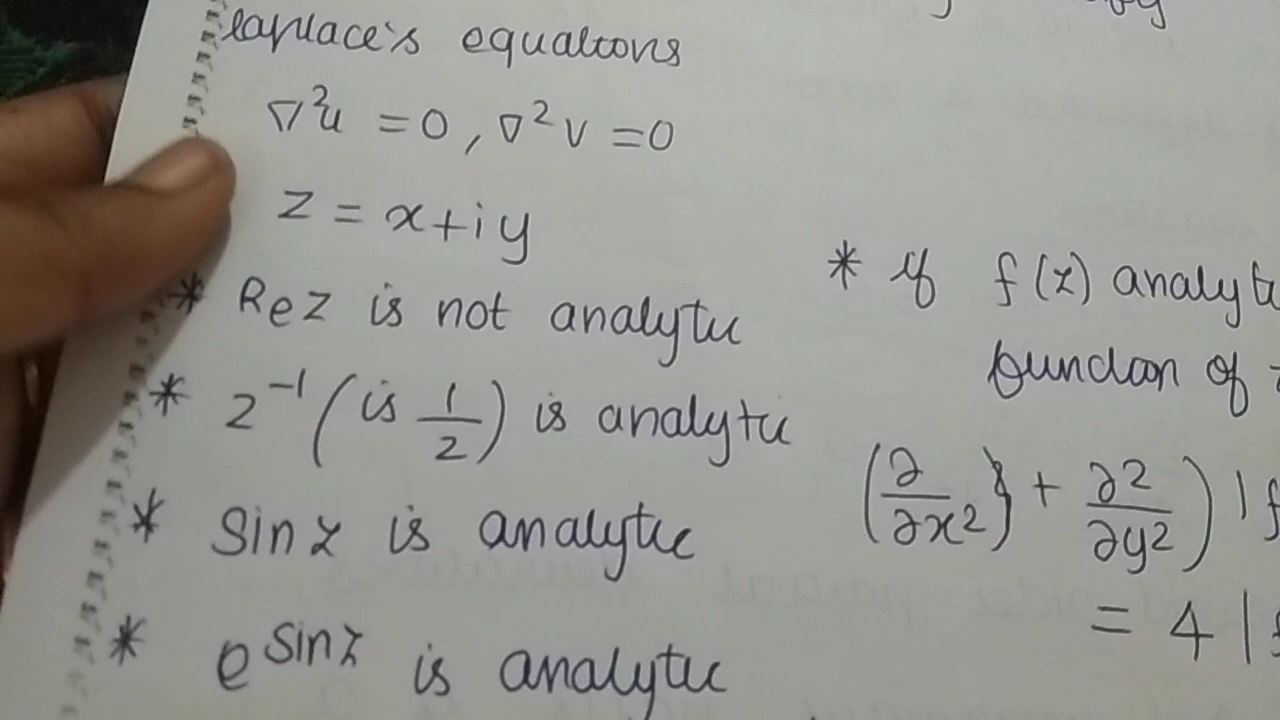 Laplace's equations
∇²u = 0, ∇²v = 0
z = x + iy
* Re z is not analytic
* z⁻¹ (is 1/z) is analytic
* Sin z is analytic
* e^(Sin z) is analytic
* if f(z) analytic
function of
(∂/∂x²) + ∂²/∂y²) | f
= 4 |